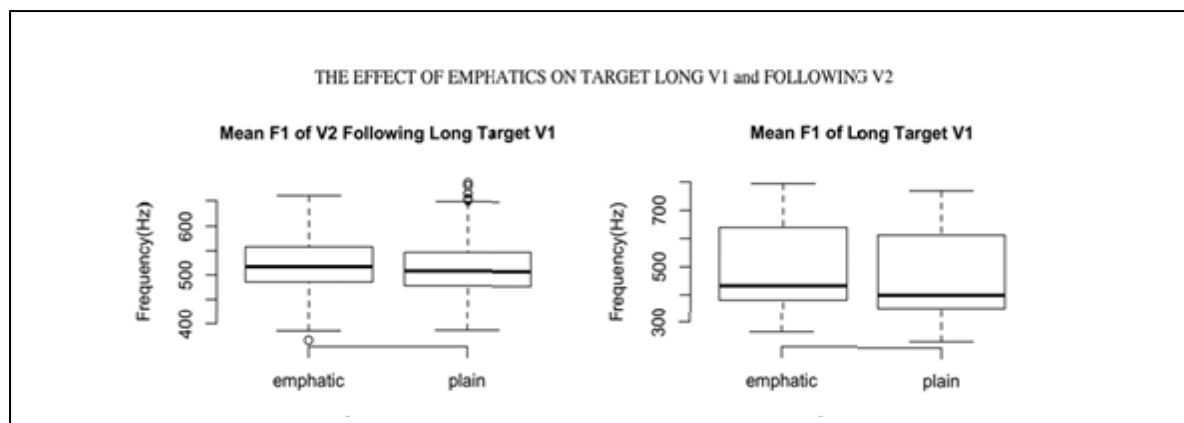 THE EFFECT OF EMPHATICS ON TARGET LONG V1 and FOLLOWING V2
Mean F1 of V2 Following Long Target V1
Frequency(Hz)
600
500
400
emphatic
plain
Mean F1 of Long Target V1
Frequency(Hz)
700
500
300
emphatic
plain